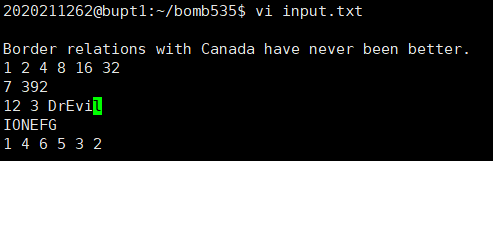 2020211262@bupt1:~/bomb535$ vi input.txt
Border relations with Canada have never been better.
1 2 4 8 16 32
7 392
12 3 DrEvil
IONEFG
1 4 6 5 3 2